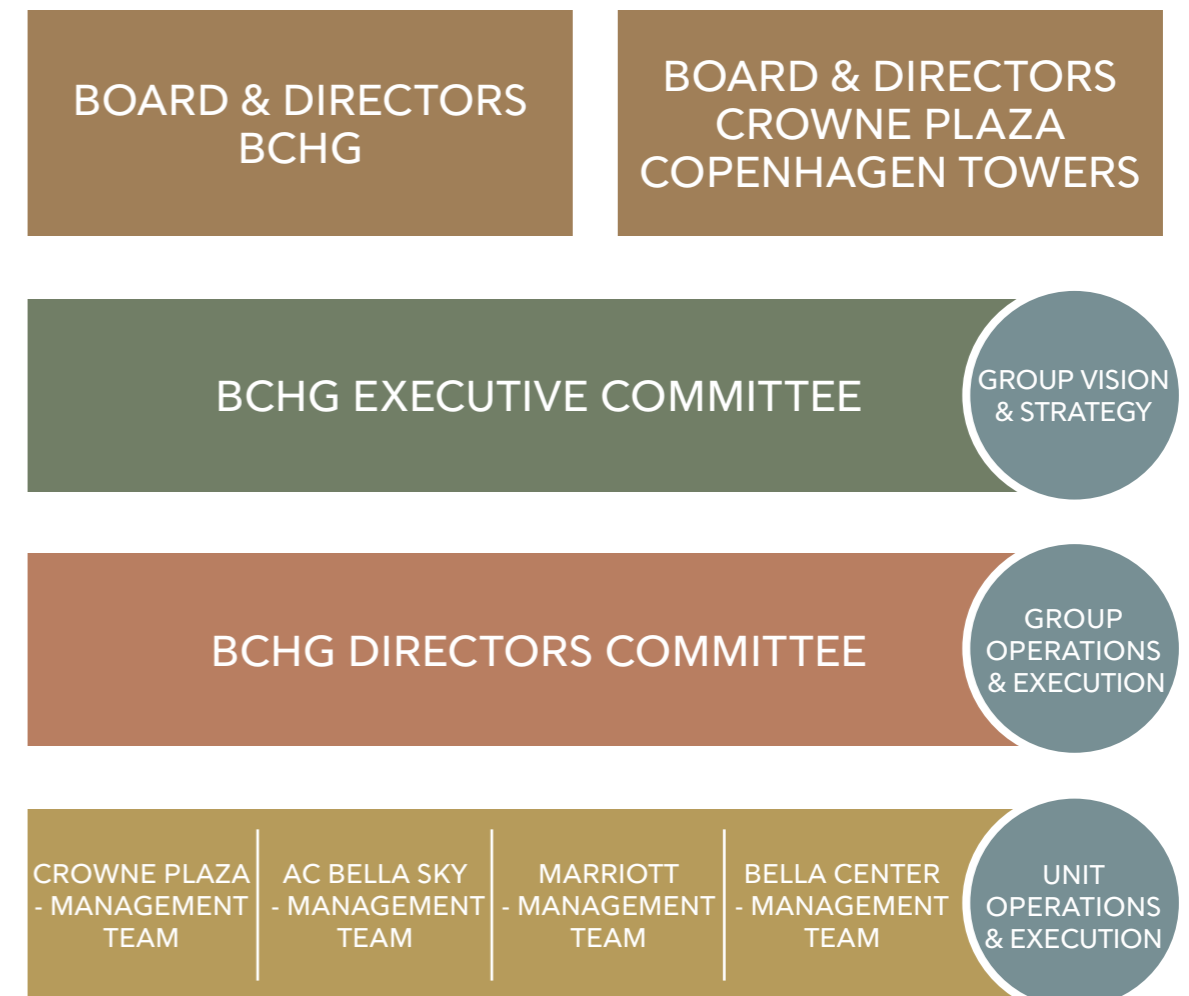 BOARD & DIRECTORS
BCHG
BOARD & DIRECTORS
CROWNE PLAZA
COPENHAGEN TOWERS
BCHG EXECUTIVE COMMITTEE
GROUP VISION
& STRATEGY
BCHG DIRECTORS COMMITTEE
GROUP
OPERATIONS
& EXECUTION
CROWNE PLAZA
- MANAGEMENT
TEAM
AC BELLA SKY
- MANAGEMENT
TEAM
MARRIOTT
- MANAGEMENT
TEAM
BELLA CENTER
- MANAGEMENT
TEAM
UNIT
OPERATIONS
& EXECUTION